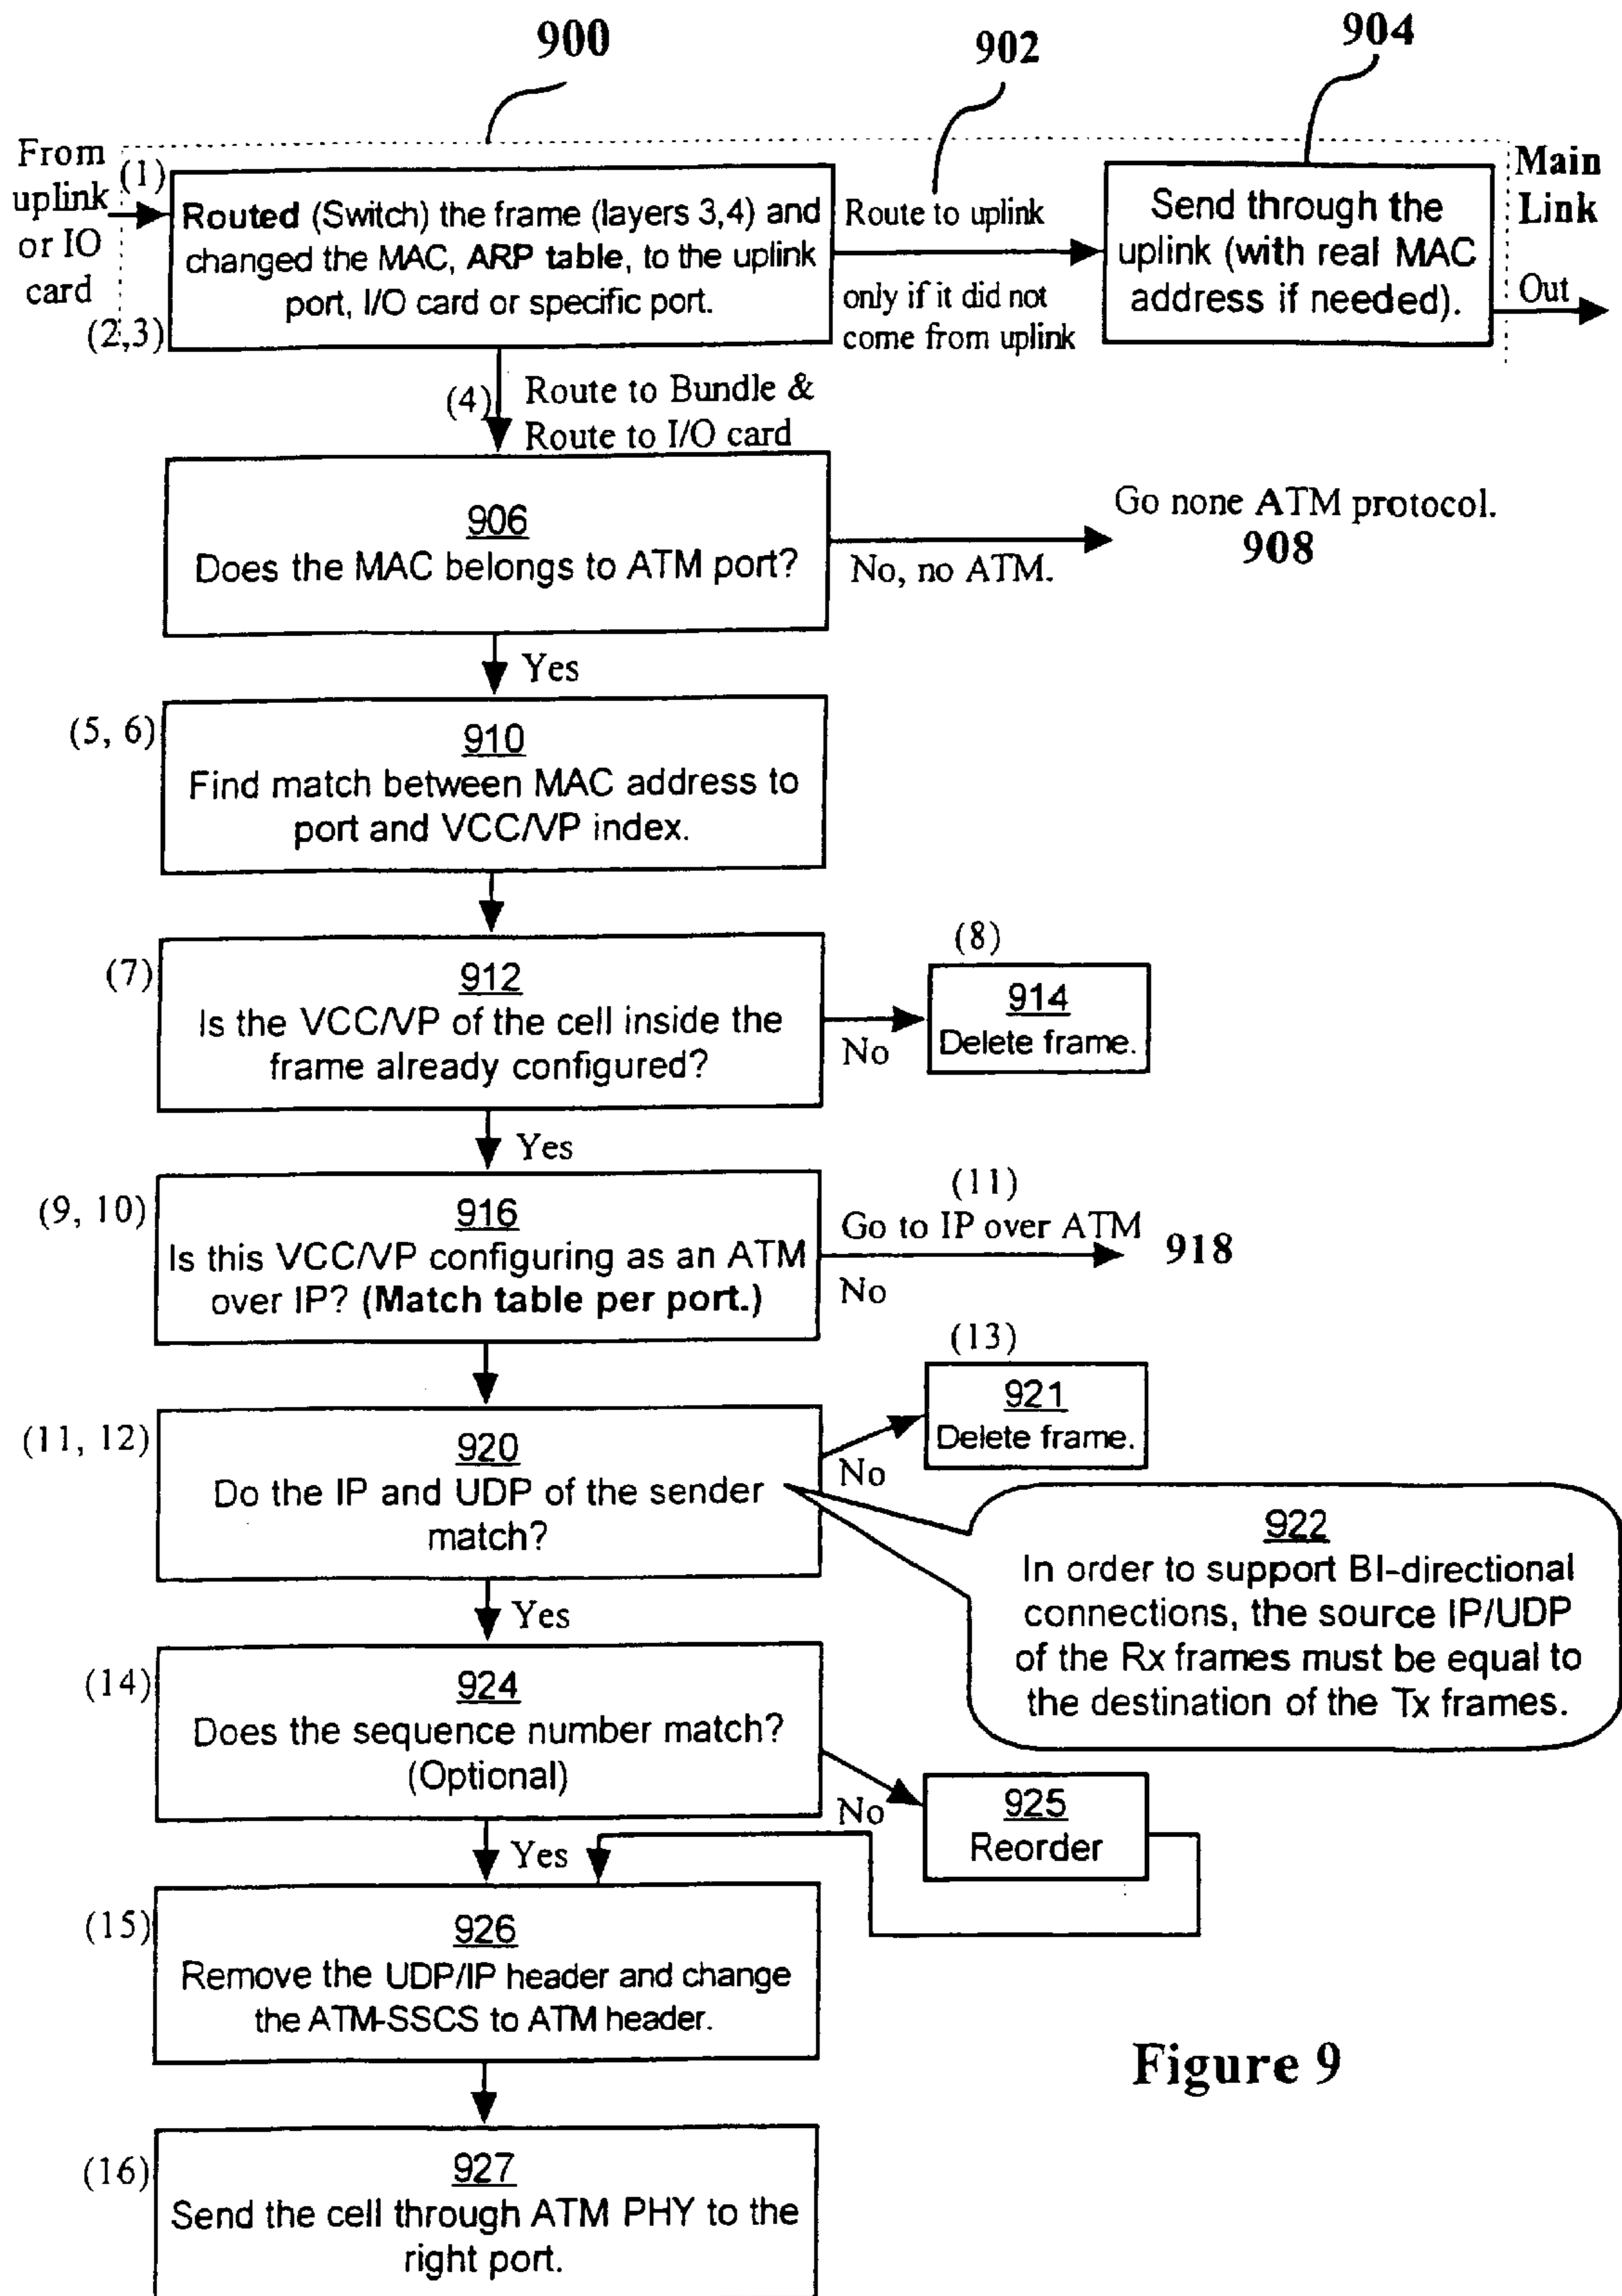 900
902
904
From
uplink
or IO
card
(1)
(2,3)
Routed (Switch) the frame (layers 3,4) and
changed the MAC, ARP table, to the uplink
port, I/O card or specific port.
Route to uplink
only if it did not
come from uplink
Send through the
uplink (with real MAC
address if needed).
Main
Link
Out
(4)
Route to Bundle &
Route to I/O card
906
Does the MAC belongs to ATM port?
No, no ATM.
Go none ATM protocol.
908
Yes
(5, 6)
910
Find match between MAC address to
port and VCC/VP index.
(7)
912
Is the VCC/VP of the cell inside the
frame already configured?
No
(8)
914
Delete frame.
Yes
(9, 10)
916
Is this VCC/VP configuring as an ATM
over IP? (Match table per port.)
(11)
Go to IP over ATM
No
918
(11, 12)
920
Do the IP and UDP of the sender
match?
No
(13)
921
Delete frame.
922
In order to support BI-directional
connections, the source IP/UDP
of the Rx frames must be equal to
the destination of the Tx frames.
Yes
(14)
924
Does the sequence number match?
(Optional)
No
925
Reorder
Yes
(15)
926
Remove the UDP/IP header and change
the ATM-SSCS to ATM header.
(16)
927
Send the cell through ATM PHY to the
right port.
Figure 9